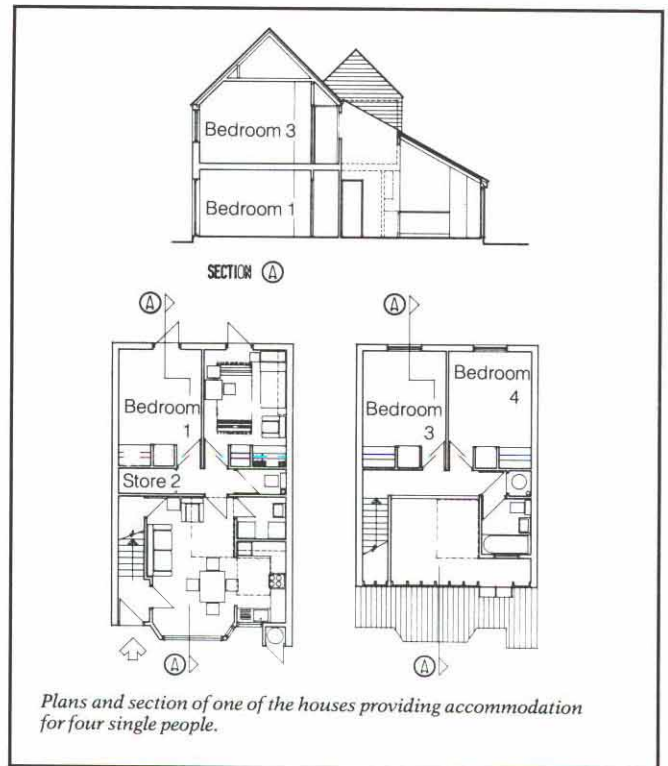 Bedroom 3
Bedroom 1
SECTION A
A
A
Bedroom
1
Bedroom
3
Bedroom
4
Store 2
A
A
Plans and section of one of the houses providing accommodation
for four single people.